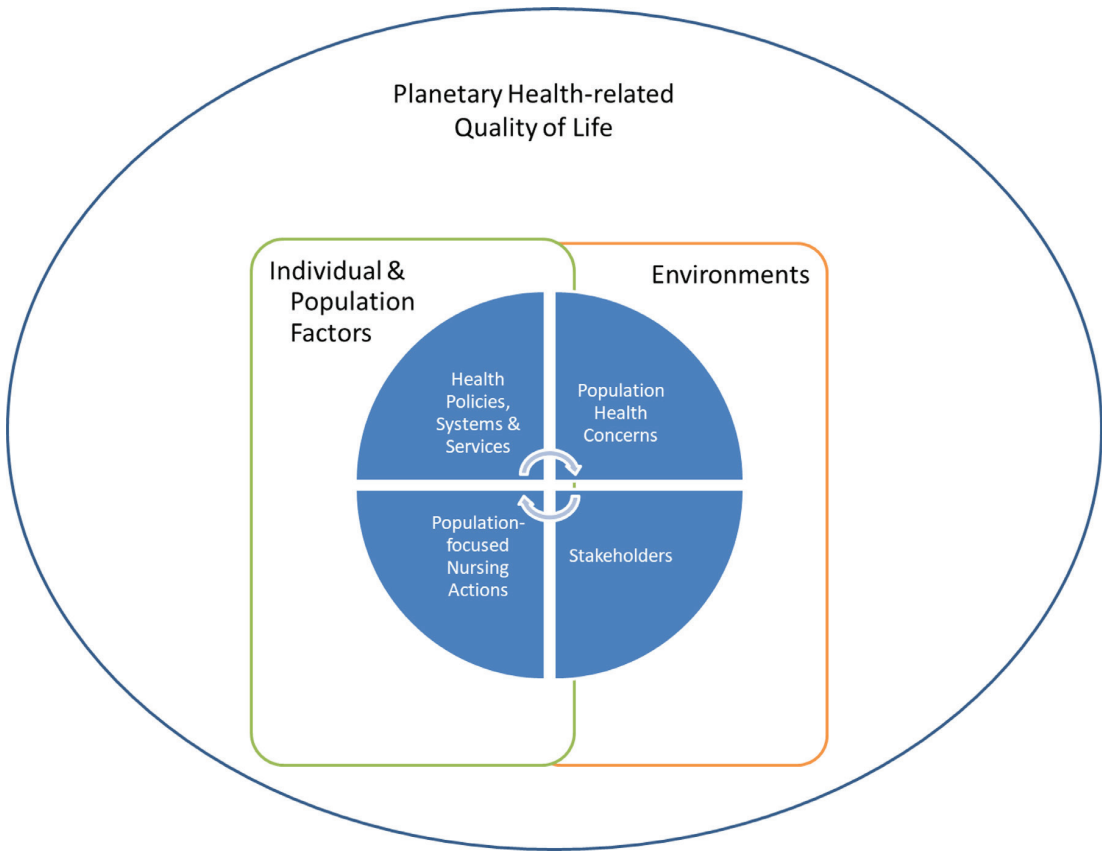 Planetary Health-related
Quality of Life
Individual &
Population
Factors
Environments
Health
Policies,
Systems &
Services
Population
Health
Concerns
Population-
focused
Nursing
Actions
Stakeholders